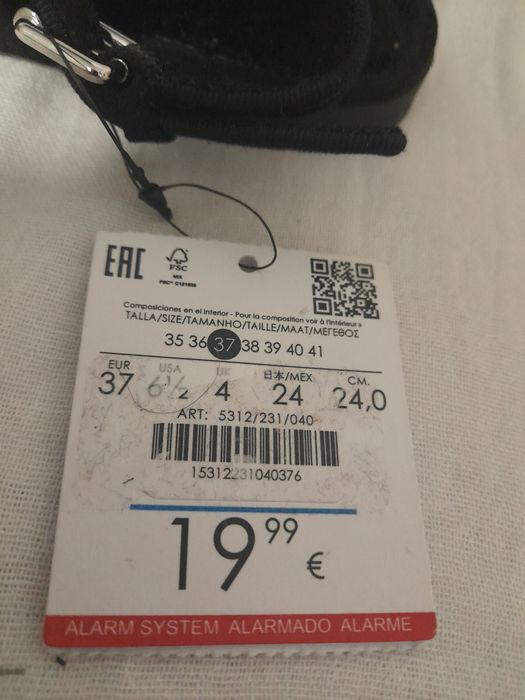 EAC
FSC
MIX
FSC® C121608
Composiciones en el interior - Pour la composition voir à l'intérieur »
TALLA/SIZE/TAMANHO/TAILLE/MAAT/ΜΕΓΕΘΟΣ
35 36 37 38 39 40 41
EUR USA UK 日本/MEX CM.
37 6½ 4 24 24,0
ART: 5312/231/040
15312231040376
19 99 €
ALARM SYSTEM ALARMADO ALARME